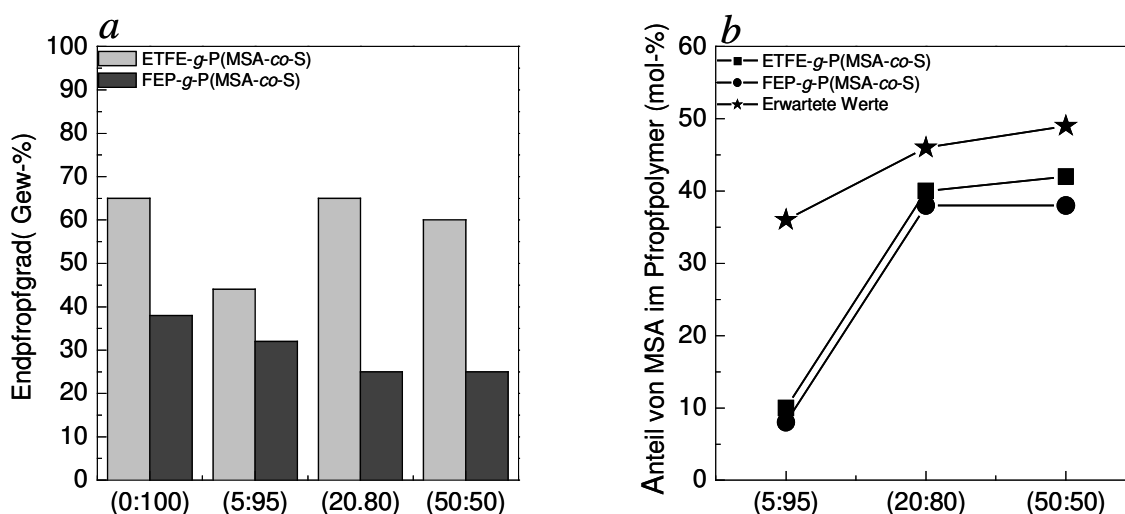 a
ETFE-g-P(MSA-co-S)
FEP-g-P(MSA-co-S)
Endpfropfgrad( Gew-%)
100
90
80
70
60
50
40
30
20
10
0
(0:100) (5:95) (20.80) (50:50)
b
ETFE-g-P(MSA-co-S)
FEP-g-P(MSA-co-S)
Erwartete Werte
Anteil von MSA im Pfropfpolymer (mol-%)
60
50
40
30
20
10
0
(5:95) (20:80) (50:50)